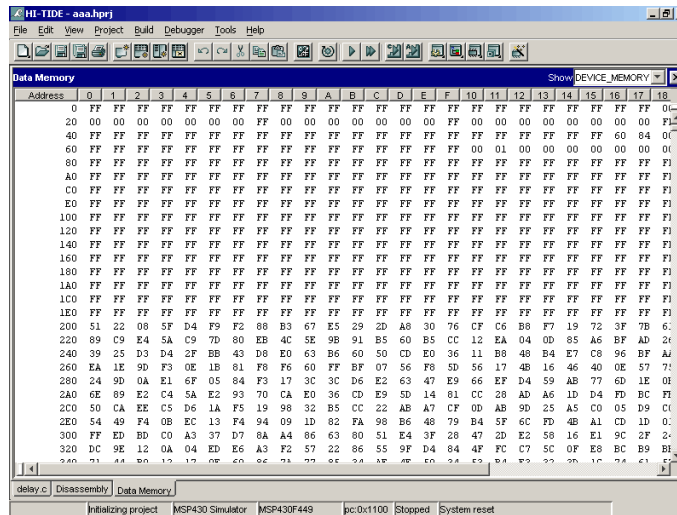 HI-TIDE - aaa.hprj
File Edit View Project Build Debugger Tools Help
Data Memory Show DEVICE_MEMORY
Address 0 1 2 3 4 5 6 7 8 9 A B C D E F 10 11 12 13 14 15 16 17 18
0 FF FF FF FF FF FF FF FF FF FF FF FF FF FF FF FF FF FF FF FF FF FF FF FF
20 00 00 00 00 00 00 00 FF 00 00 00 00 00 00 00 FF 00 00 00 00 00 00 00 00
40 FF FF FF FF FF FF FF FF FF FF FF FF FF FF FF FF FF FF FF FF FF FF 60 84
60 FF FF FF FF FF FF FF FF FF FF FF FF FF FF FF FF 00 01 00 00 00 00 00 00
80 FF FF FF FF FF FF FF FF FF FF FF FF FF FF FF FF FF FF FF FF FF FF FF FF
A0 FF FF FF FF FF FF FF FF FF FF FF FF FF FF FF FF FF FF FF FF FF FF FF FF
C0 FF FF FF FF FF FF FF FF FF FF FF FF FF FF FF FF FF FF FF FF FF FF FF FF
E0 FF FF FF FF FF FF FF FF FF FF FF FF FF FF FF FF FF FF FF FF FF FF FF FF
100 FF FF FF FF FF FF FF FF FF FF FF FF FF FF FF FF FF FF FF FF FF FF FF FF
120 FF FF FF FF FF FF FF FF FF FF FF FF FF FF FF FF FF FF FF FF FF FF FF FF
140 FF FF FF FF FF FF FF FF FF FF FF FF FF FF FF FF FF FF FF FF FF FF FF FF
160 FF FF FF FF FF FF FF FF FF FF FF FF FF FF FF FF FF FF FF FF FF FF FF FF
180 FF FF FF FF FF FF FF FF FF FF FF FF FF FF FF FF FF FF FF FF FF FF FF FF
1A0 FF FF FF FF FF FF FF FF FF FF FF FF FF FF FF FF FF FF FF FF FF FF FF FF
1C0 FF FF FF FF FF FF FF FF FF FF FF FF FF FF FF FF FF FF FF FF FF FF FF FF
1E0 FF FF FF FF FF FF FF FF FF FF FF FF FF FF FF FF FF FF FF FF FF FF FF FF
200 51 22 08 5F D4 F9 F2 88 B3 67 E5 29 2D A8 30 76 CF C6 B8 F7 19 72 3F 7B
220 89 C9 E4 5A C9 7D 80 EB 4C 5E 9B 91 B5 60 B5 CC 12 EA 04 0D 85 A6 BF AD
240 39 25 D3 D4 2F BB 43 D8 E0 63 B6 60 50 CD E0 36 11 B8 48 B4 E7 C8 96 BF
260 EA 1E 9D F3 0E 1B 81 F8 F6 60 FF BF 07 56 F8 5D 56 17 4B 16 46 40 0E 57
280 24 9D 0A E1 6F 05 84 F3 17 3C 3C D6 E2 63 47 E9 66 EF D4 59 AB 77 6D 1E
2A0 6E 89 E2 C4 5A E2 93 70 CA E0 36 CD E9 5D 14 81 CC 28 AD A6 1D D4 FD BC
2C0 50 CA EE C5 D6 1A F5 19 98 32 B5 CC 22 AB A7 CF 0D AB 9D 25 A5 C0 05 D9
2E0 54 49 F4 0B EC 13 F4 94 09 1D 82 FA 98 B6 48 79 B4 5F 6C FD 4B A1 CD 1D
300 FF ED BD C0 A3 37 D7 8A A4 86 63 80 51 E4 3F 28 47 2D E2 58 16 E1 9C 2F
320 DC 9E 12 0A 04 ED E6 A3 F2 57 22 86 55 9F D4 84 4F FC C7 5C 0F E8 BC B9
delay.c Disassembly Data Memory
Initializing project MSP430 Simulator MSP430F449 pc:0x1100 Stopped System reset